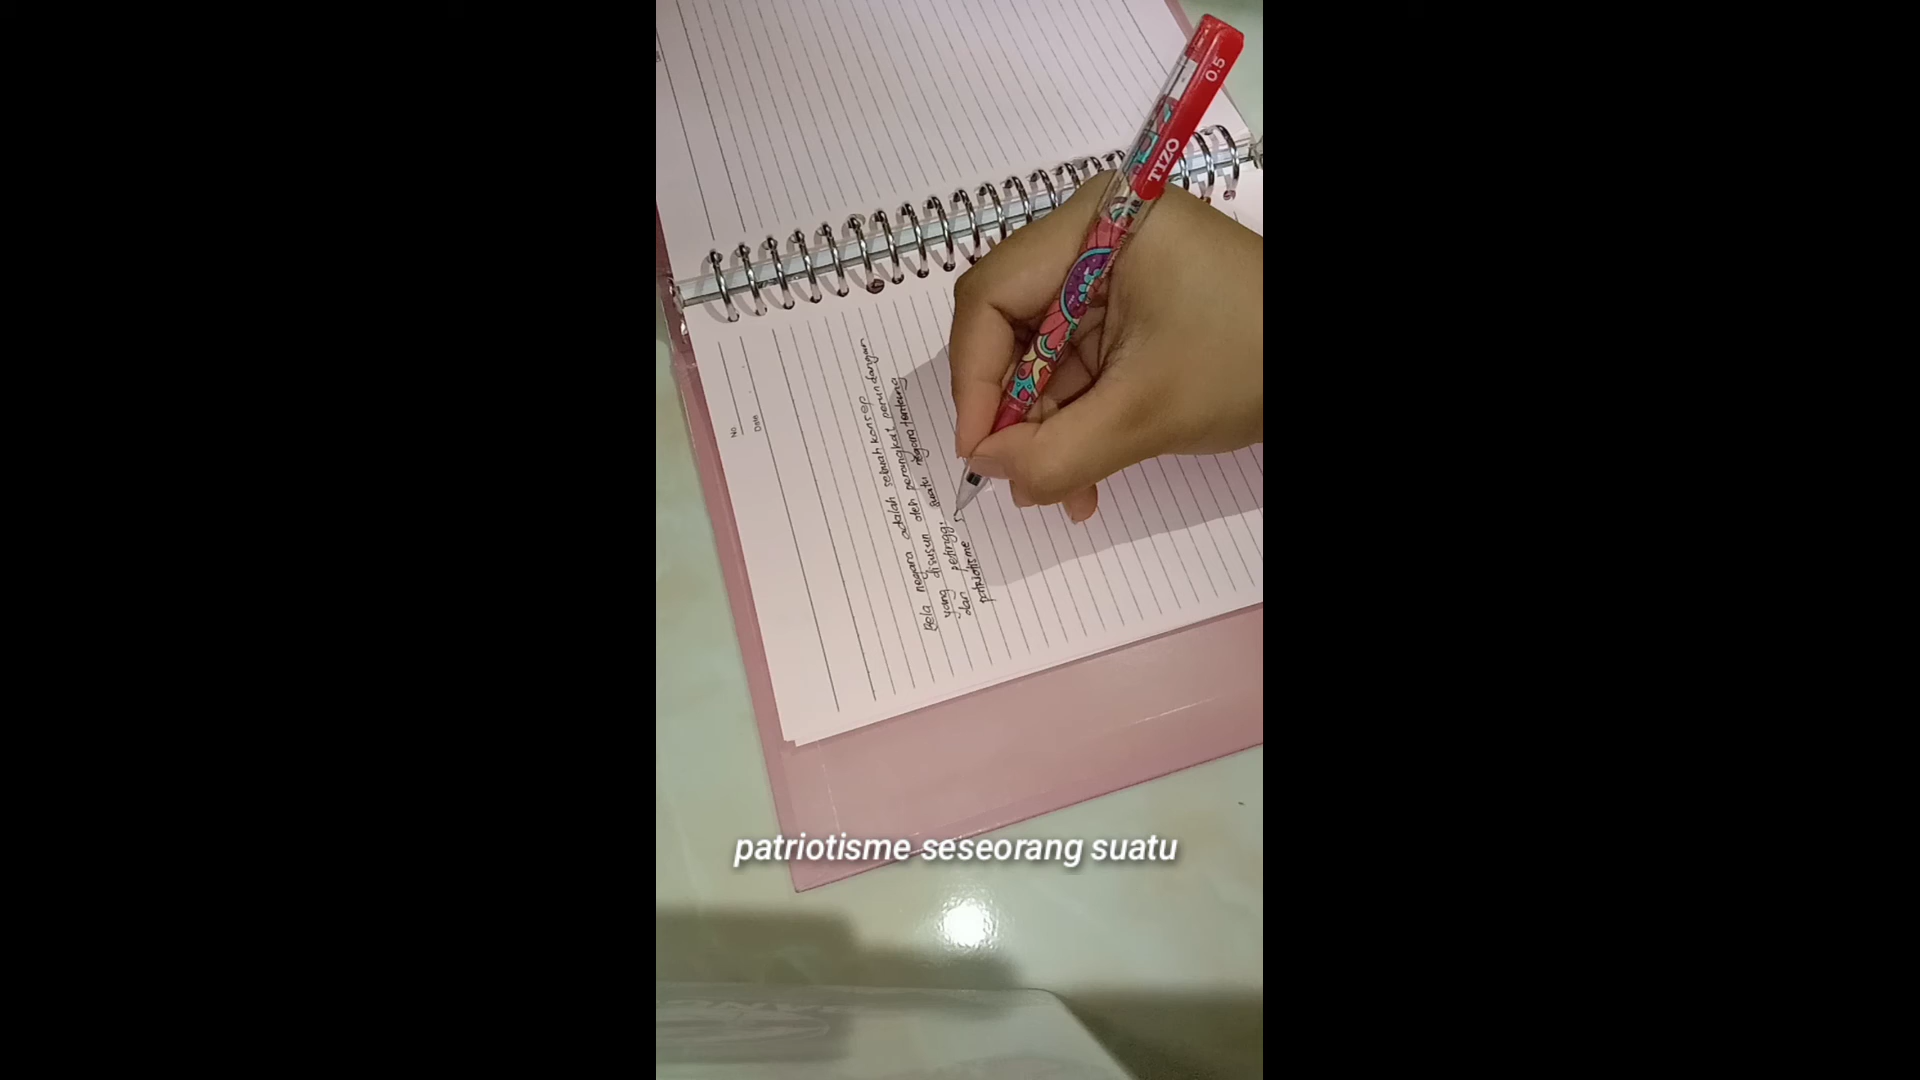 0.5
TIZO
No.
Date
Bela negara adalah sebuah konsep
yang disusun oleh perangkat perundangan
dan petinggi suatu negara tentang
patriotisme s
patriotisme seseorang suatu